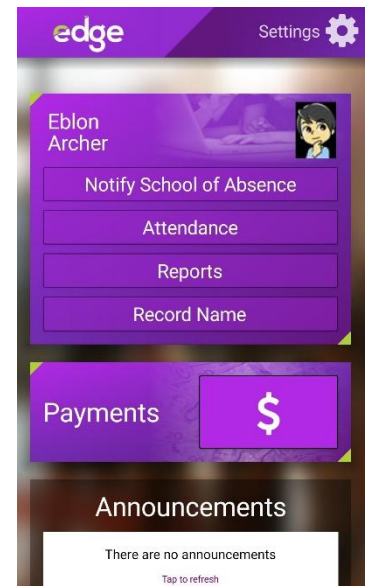 edge
Settings
Eblon
Archer
Notify School of Absence
Attendance
Reports
Record Name
Payments
$
Announcements
There are no announcements
Tap to refresh